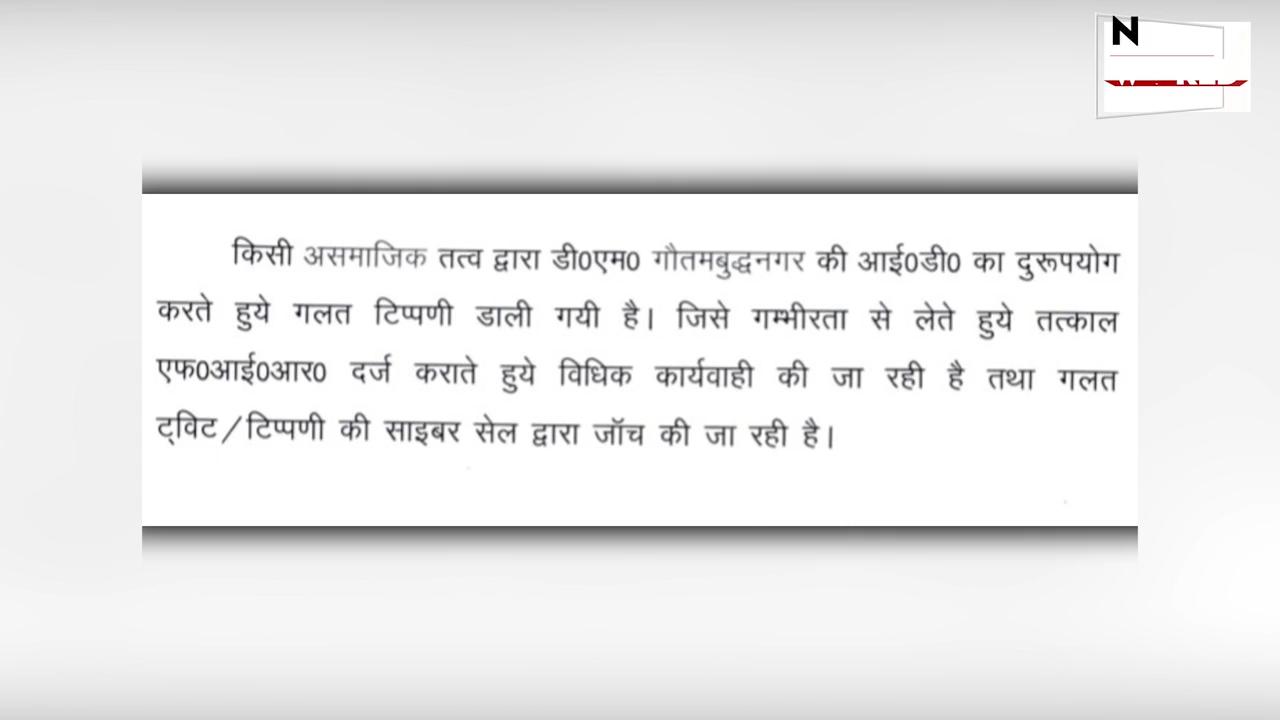 N
किसी असमाजिक तत्व द्वारा डी0एम0 गौतमबुद्धनगर की आई0डी0 का दुरूपयोग
करते हुये गलत टिप्पणी डाली गयी है। जिसे गम्भीरता से लेते हुये तत्काल
एफ0आई0आर0 दर्ज कराते हुये विधिक कार्यवाही की जा रही है तथा गलत
ट्विट/टिप्पणी की साइबर सेल द्वारा जॉच की जा रही है।